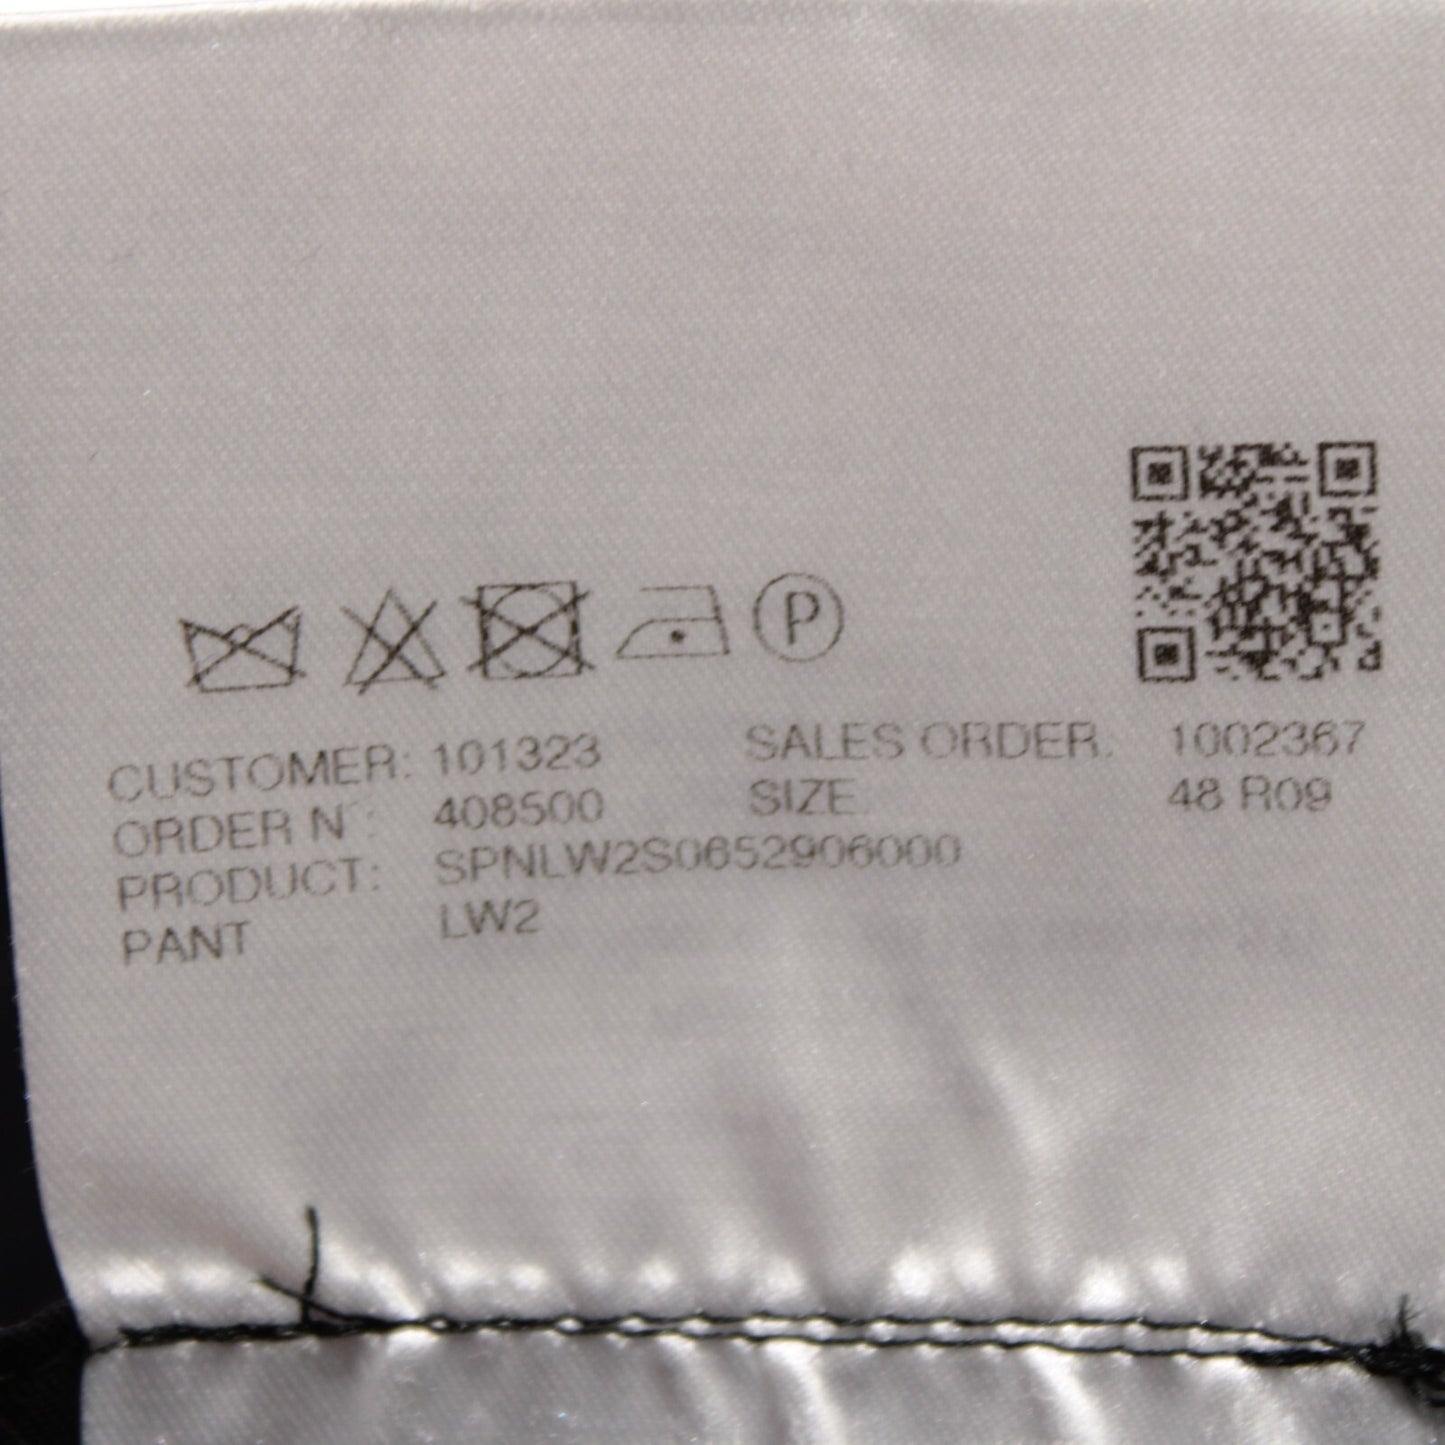 P
CUSTOMER: 101323 SALES ORDER. 1002367
ORDER N°: 408500 SIZE. 48 R09
PRODUCT: SPNLW2S0652906000
PANT LW2